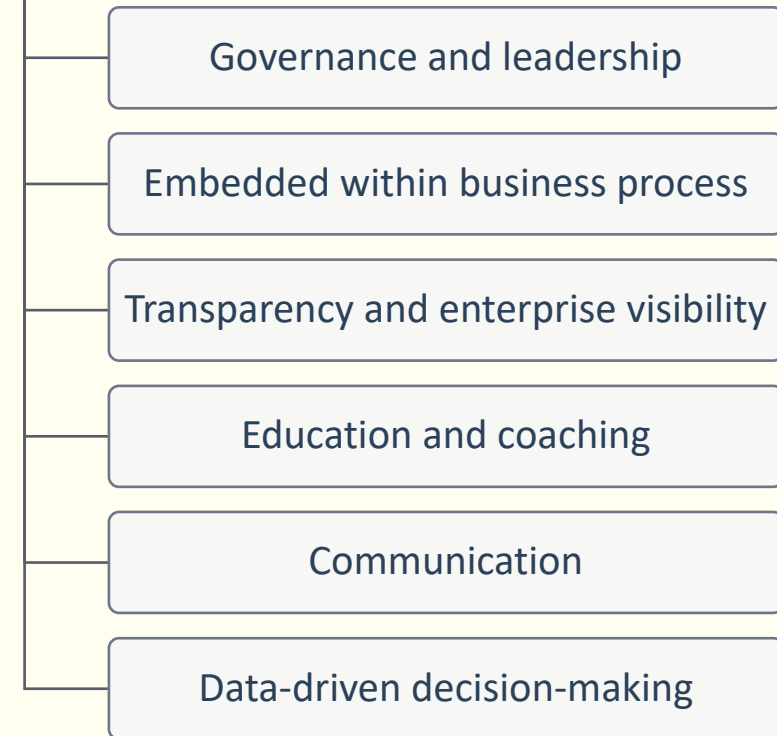 Governance and leadership
Embedded within business process
Transparency and enterprise visibility
Education and coaching
Communication
Data-driven decision-making